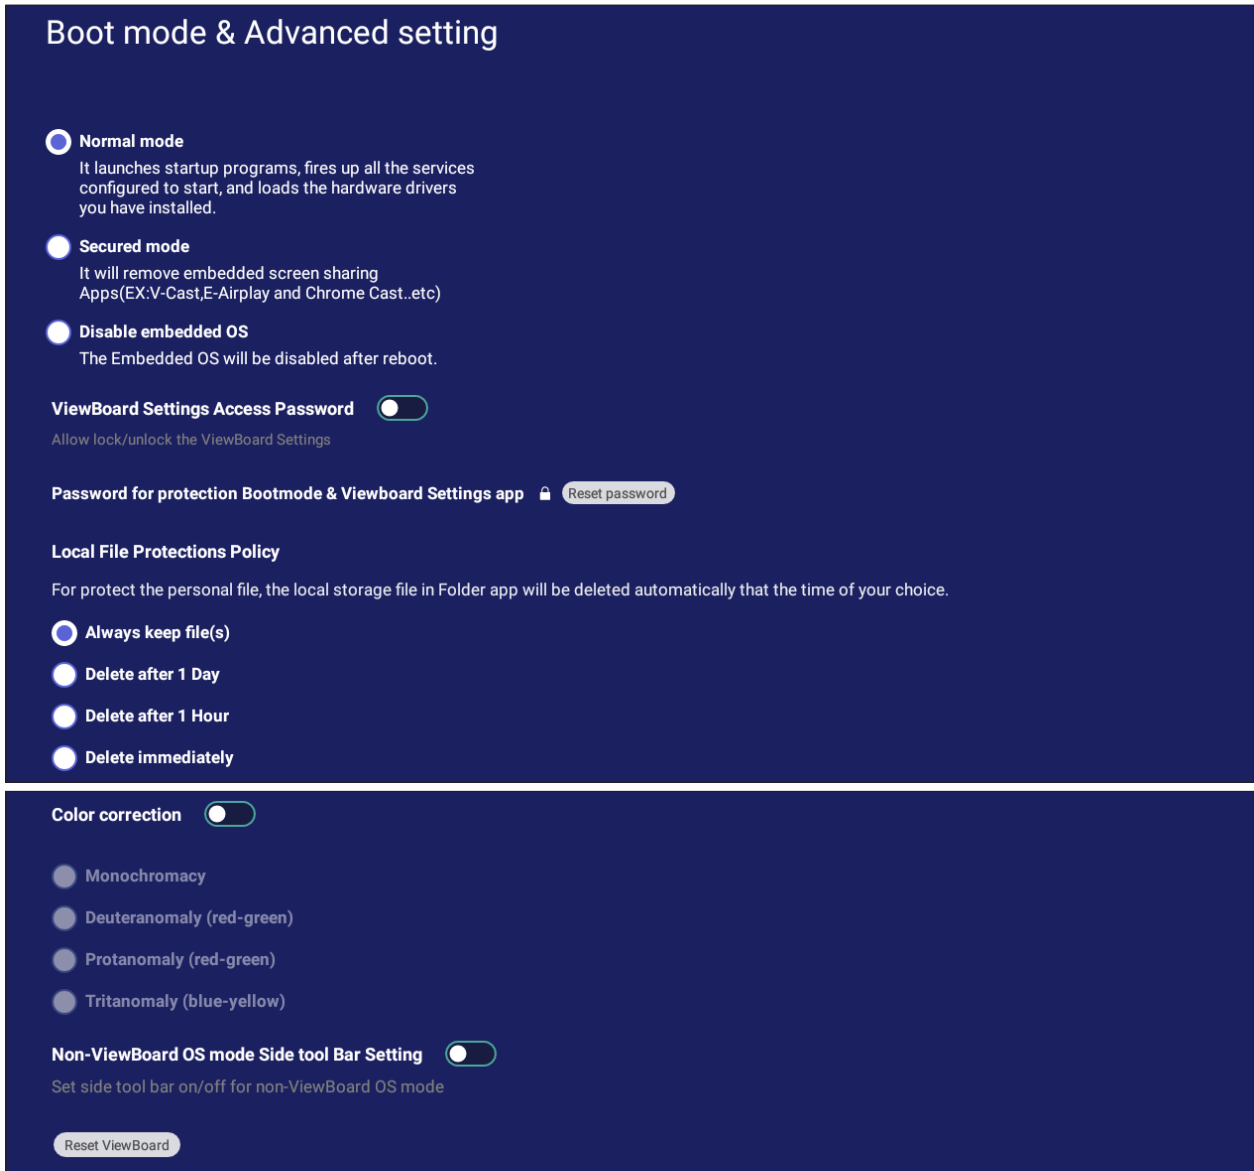 Boot mode & Advanced setting
Normal mode
It launches startup programs, fires up all the services
configured to start, and loads the hardware drivers
you have installed.
Secured mode
It will remove embedded screen sharing
Apps(EX:V-Cast,E-Airplay and Chrome Cast..etc)
Disable embedded OS
The Embedded OS will be disabled after reboot.
ViewBoard Settings Access Password
Allow lock/unlock the ViewBoard Settings
Password for protection Bootmode & Viewboard Settings app Reset password
Local File Protections Policy
For protect the personal file, the local storage file in Folder app will be deleted automatically that the time of your choice.
Always keep file(s)
Delete after 1 Day
Delete after 1 Hour
Delete immediately
Color correction
Monochromacy
Deuteranomaly (red-green)
Protanomaly (red-green)
Tritanomaly (blue-yellow)
Non-ViewBoard OS mode Side tool Bar Setting
Set side tool bar on/off for non-ViewBoard OS mode
Reset ViewBoard